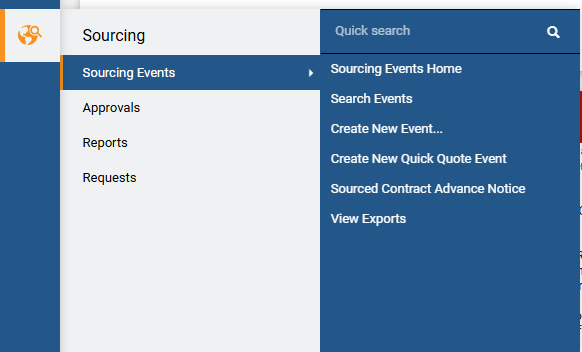 Sourcing
Sourcing Events
Approvals
Reports
Requests
Quick search
Sourcing Events Home
Search Events
Create New Event...
Create New Quick Quote Event
Sourced Contract Advance Notice
View Exports